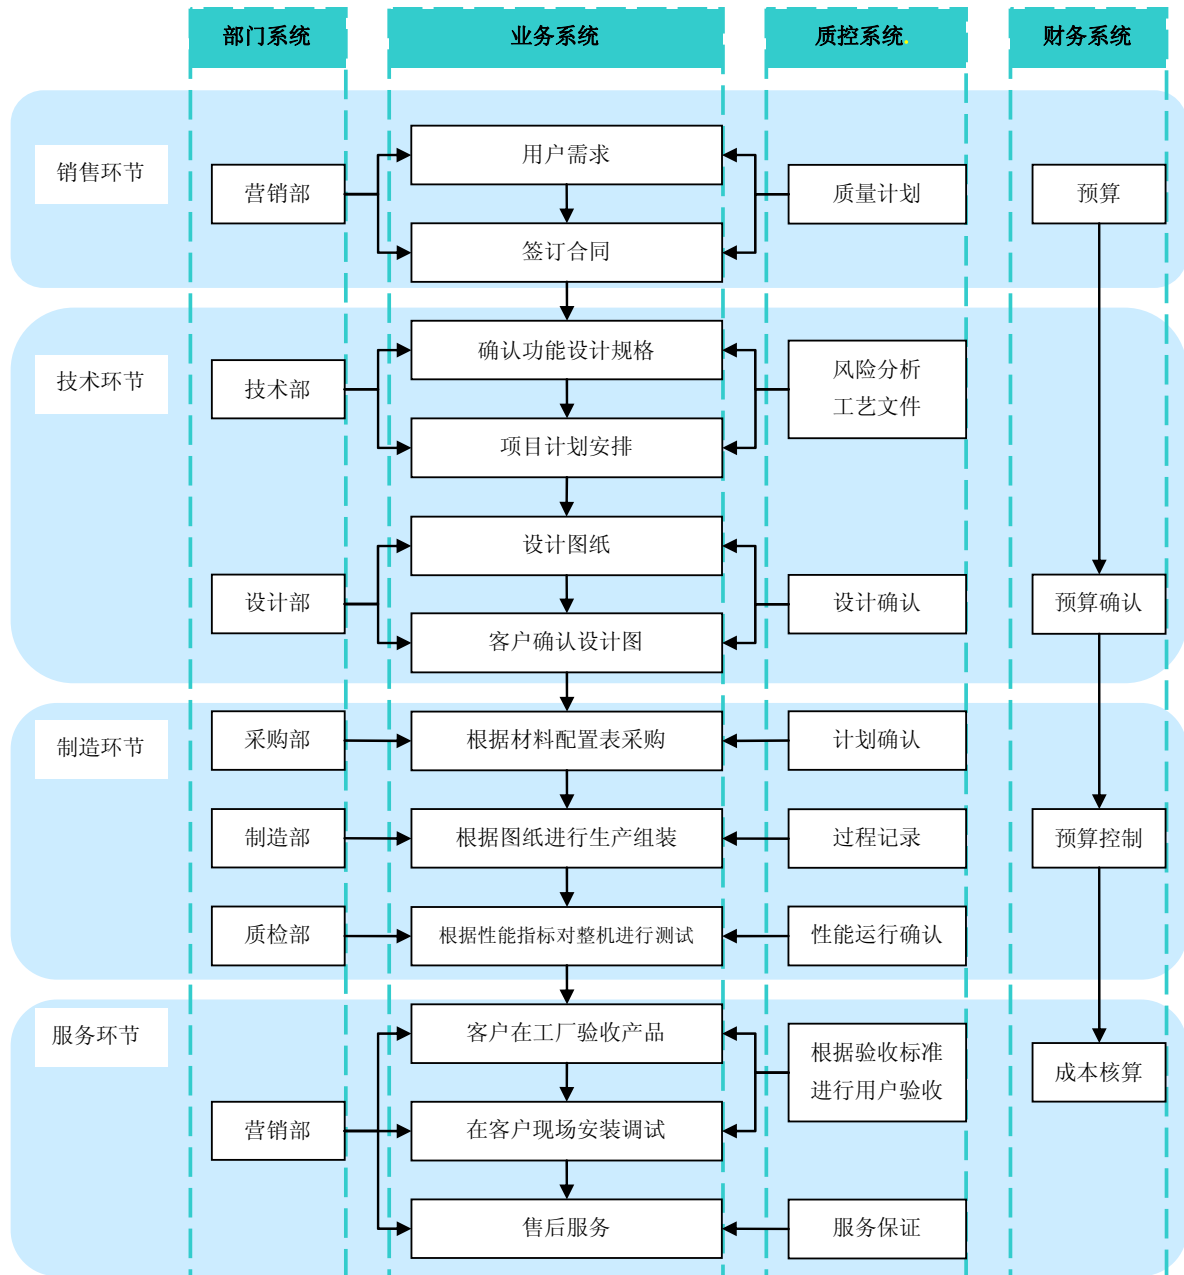 部门系统
业务系统
质控系统.
财务系统
销售环节
营销部
用户需求
签订合同
质量计划
预算
技术环节
技术部
确认功能设计规格
项目计划安排
风险分析
工艺文件
设计部
设计图纸
客户确认设计图
设计确认
预算确认
制造环节
采购部
根据材料配置表采购
计划确认
制造部
根据图纸进行生产组装
过程记录
预算控制
质检部
根据性能指标对整机进行测试
性能运行确认
服务环节
营销部
客户在工厂验收产品
在客户现场安装调试
售后服务
根据验收标准
进行用户验收
服务保证
成本核算